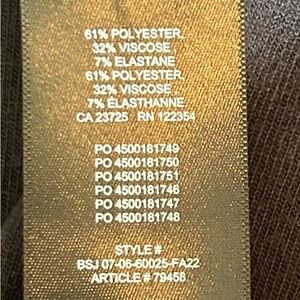 61% POLYESTER,
32% VISCOSE
7% ELASTANE
61% POLYESTER,
32% VISCOSE
7% ÉLASTHANNE
CA 23725 RN 122354
PO 4500181749
PO 4500181750
PO 4500181751
PO 4500181746
PO 4500181747
PO 4500181748
STYLE #
BSJ 07-06-60025-FA22
ARTICLE # 79458